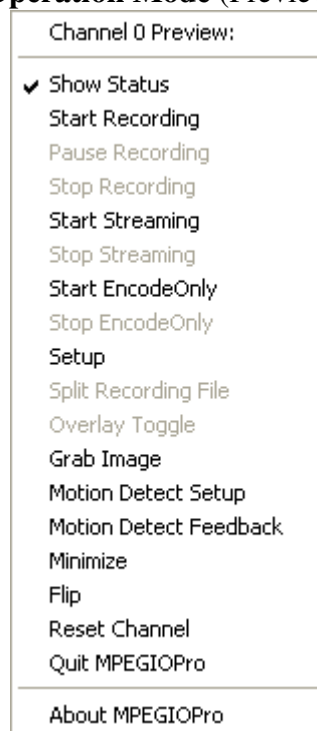 Operation Mode (Previe
Channel 0 Preview:
Show Status
Start Recording
Pause Recording
Stop Recording
Start Streaming
Stop Streaming
Start EncodeOnly
Stop EncodeOnly
Setup
Split Recording File
Overlay Toggle
Grab Image
Motion Detect Setup
Motion Detect Feedback
Minimize
Flip
Reset Channel
Quit MPEGIOPro
About MPEGIOPro